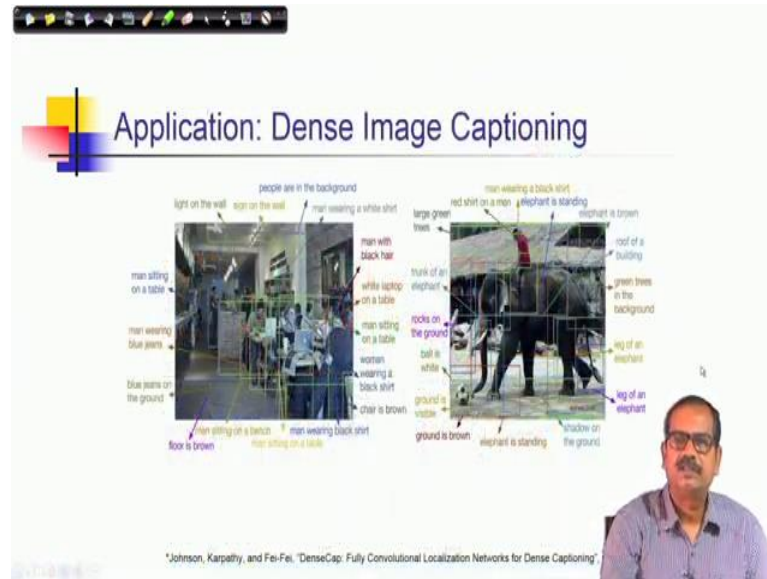 Application: Dense Image Captioning
people are in the background
light on the wall
sign on the wall
man wearing a white shirt
man with
black hair
man sitting
on a table
white laptop
on a table
man wearing
blue jeans
man sitting
on a table
woman
wearing a
black shirt
blue jeans on
the ground
chair is brown
man sitting on a bench
man wearing black shirt
floor is brown
man sitting on a table
man wearing a black shirt
red shirt on a man
elephant is standing
large green
trees
elephant is brown
roof of a
building
trunk of an
elephant
green trees
in the
background
rocks on
the ground
leg of an
elephant
ball is
white
leg of an
elephant
ground is
visible
shadow on
the ground
ground is brown
elephant is standing
*Johnson, Karpathy, and Fei-Fei, "DenseCap: Fully Convolutional Localization Networks for Dense Captioning",